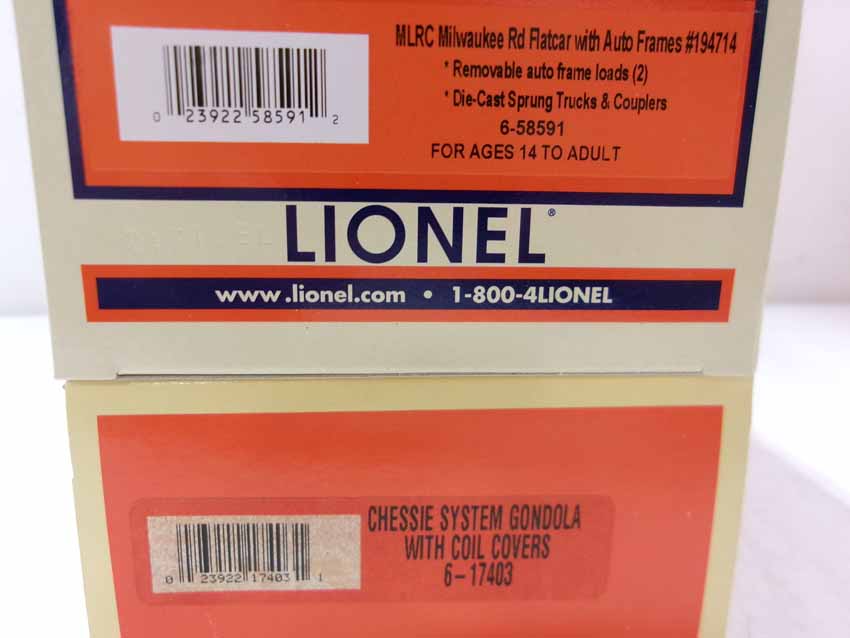 MLRC Milwaukee Rd Flatcar with Auto Frames #194714
* Removable auto frame loads (2)
* Die-Cast Sprung Trucks & Couplers
6-58591
FOR AGES 14 TO ADULT
0 23922 58591 2
LIONEL®
www.lionel.com • 1-800-4LIONEL
CHESSIE SYSTEM GONDOLA
WITH COIL COVERS
6-17403
0 23922 17403 1